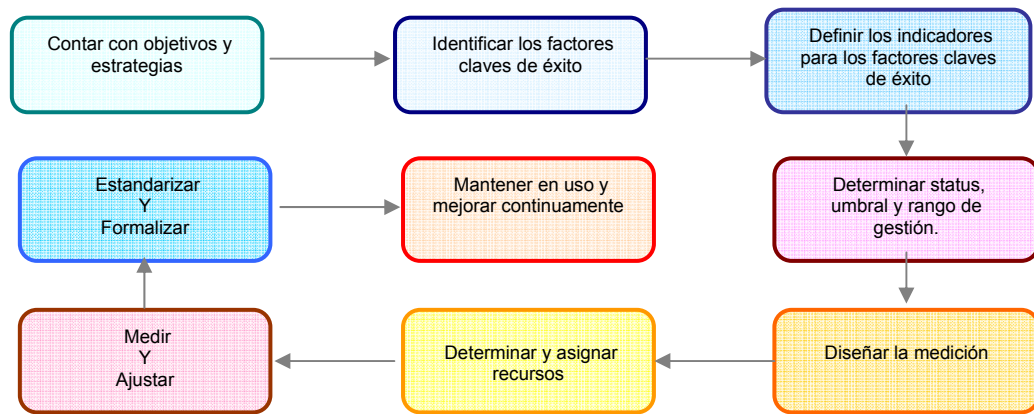 Contar con objetivos y
estrategias
Identificar los factores
claves de éxito
Definir los indicadores
para los factores claves
de éxito
Determinar status,
umbral y rango de
gestión.
Diseñar la medición
Determinar y asignar
recursos
Medir
Y
Ajustar
Estandarizar
Y
Formalizar
Mantener en uso y
mejorar continuamente